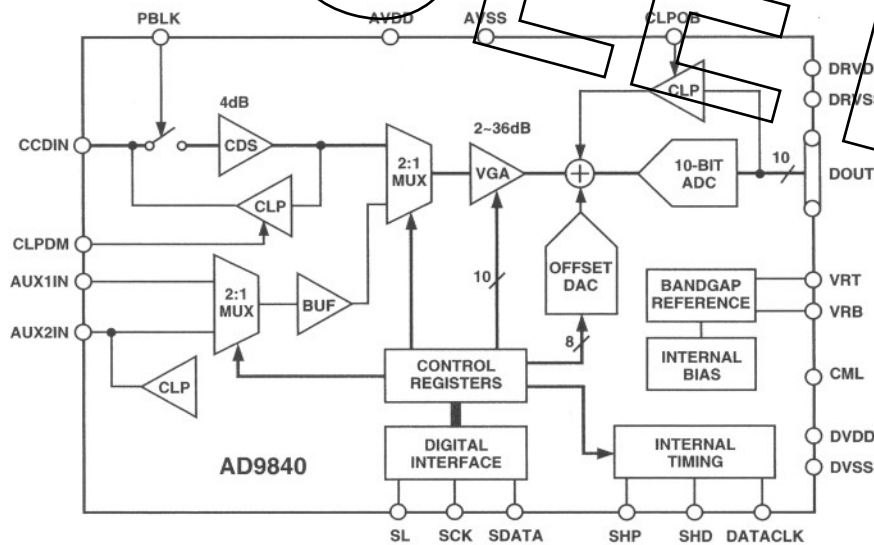 PBLK AVDD AVSS CLPOB
DRVD
DRVSS
4dB
2~36dB
CLP
CCDIN
CDS
2:1
MUX
VGA
10-BIT
ADC
10
DOUT
CLP
CLPDM
AUX1IN
2:1
MUX
BUF
10
OFFSET
DAC
BANDGAP
REFERENCE
VRT
VRB
AUX2IN
8
CLP
CONTROL
REGISTERS
INTERNAL
BIAS
CML
AD9840
DIGITAL
INTERFACE
INTERNAL
TIMING
DVDD
DVSS
SL SCK SDATA SHP SHD DATACLK